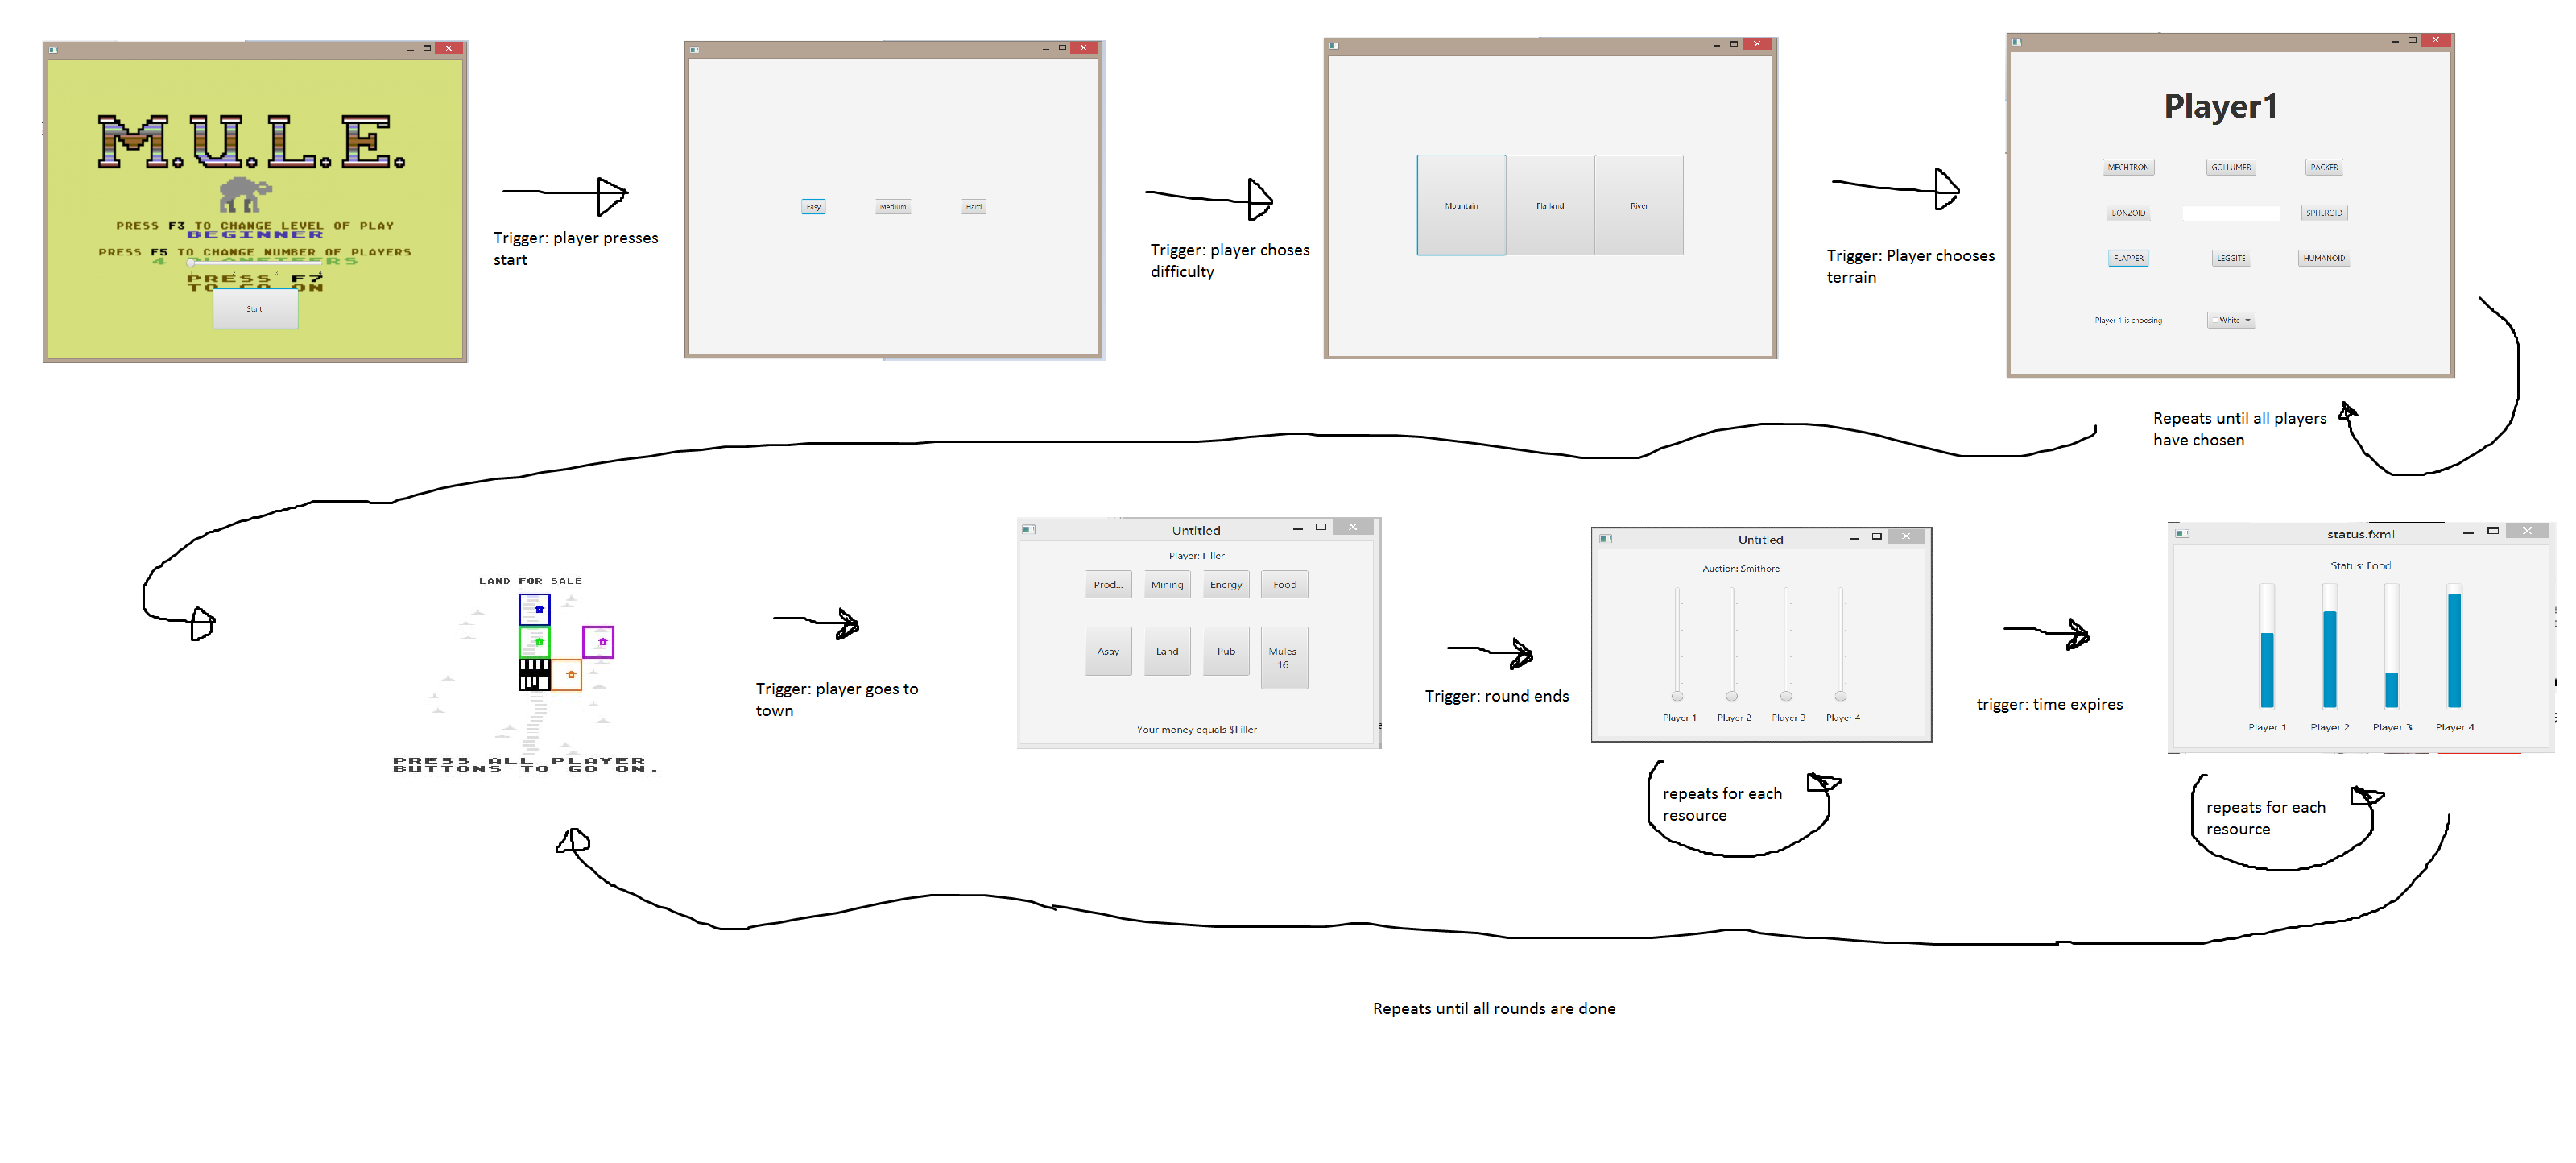 M.U.L.E.
PRESS F3 TO CHANGE LEVEL OF PLAY
BEGINNER
PRESS F5 TO CHANGE NUMBER OF PLAYERS
4 PLANETEERS
1 2 3 4
PRESS F7
TO GO ON
Start!
Trigger: player presses
start
Easy Medium Hard
Trigger: player choses
difficulty
Mountain Flatland River
Trigger: Player chooses
terrain
Player1
MECHTRON GOLLUMER PACKER
BONZOID SPHEROID
FLAPPER LEGGITE HUMANOID
Player 1 is choosing White
Repeats until all players
have chosen
LAND FOR SALE
PRESS ALL PLAYER
BUTTONS TO GO ON.
Trigger: player goes to
town
Untitled
Player: Filler
Prod... Mining Energy Food
Asay Land Pub Mules
16
Your money equals $Filler
Trigger: round ends
Untitled
Auction: Smithore
Player 1 Player 2 Player 3 Player 4
repeats for each
resource
trigger: time expires
status.fxml
Status: Food
Player 1 Player 2 Player 3 Player 4
repeats for each
resource
Repeats until all rounds are done